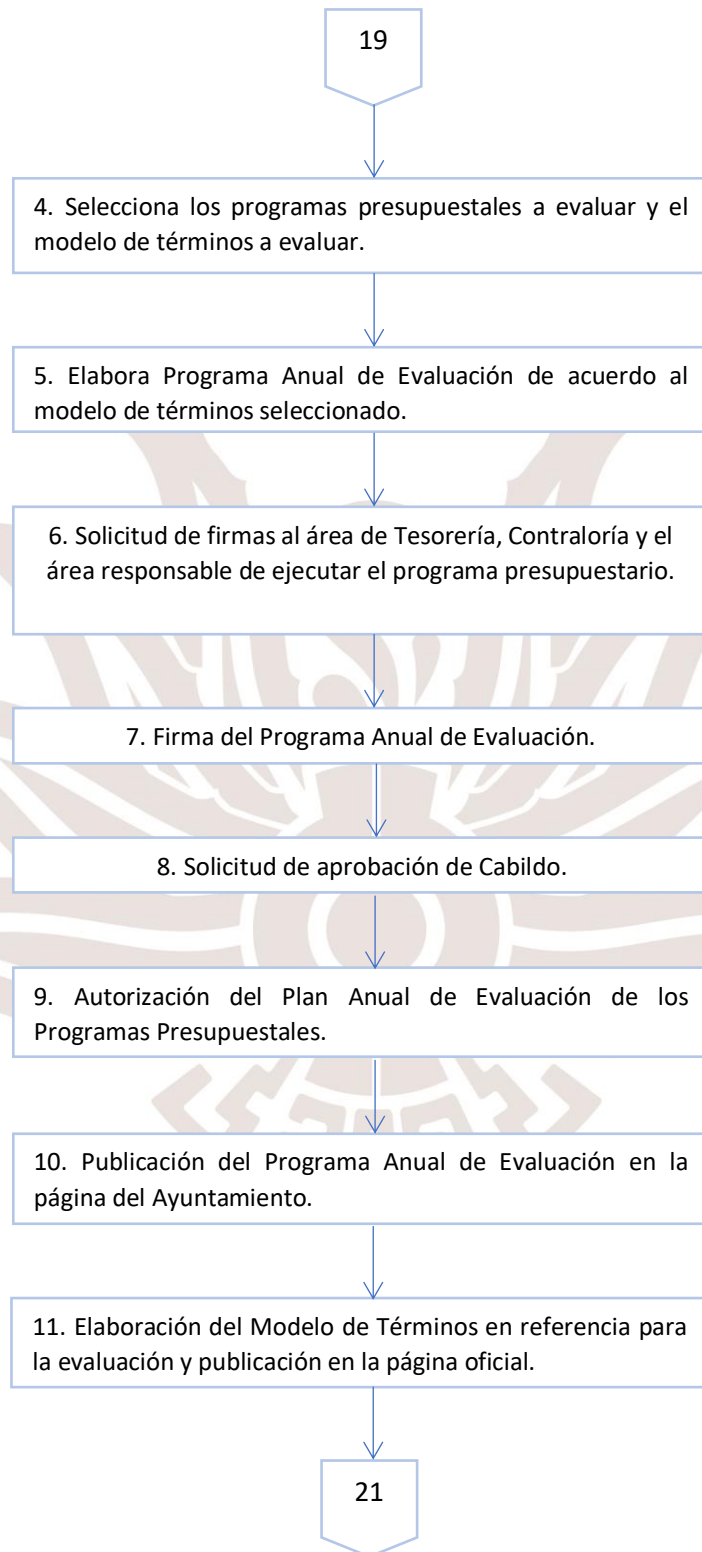 19
4. Selecciona los programas presupuestales a evaluar y el
modelo de términos a evaluar.
5. Elabora Programa Anual de Evaluación de acuerdo al
modelo de términos seleccionado.
6. Solicitud de firmas al área de Tesorería, Contraloría y el
área responsable de ejecutar el programa presupuestario.
7. Firma del Programa Anual de Evaluación.
8. Solicitud de aprobación de Cabildo.
9. Autorización del Plan Anual de Evaluación de los
Programas Presupuestales.
10. Publicación del Programa Anual de Evaluación en la
página del Ayuntamiento.
11. Elaboración del Modelo de Términos en referencia para
la evaluación y publicación en la página oficial.
21